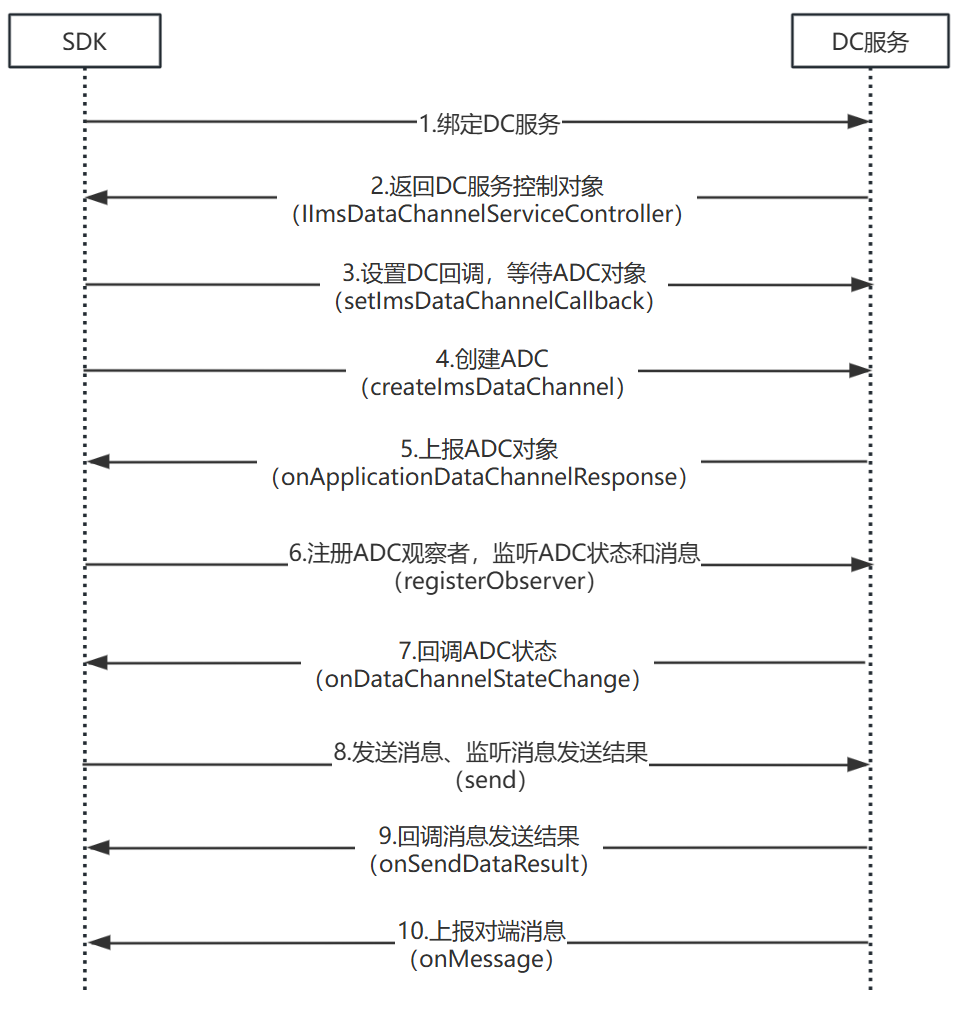 SDK
DC服务
1.绑定DC服务
2.返回DC服务控制对象
（IImsDataChannelServiceController）
3.设置DC回调，等待ADC对象
（setImsDataChannelCallback）
4.创建ADC
（createImsDataChannel）
5.上报ADC对象
（onApplicationDataChannelResponse）
6.注册ADC观察者，监听ADC状态和消息
（registerObserver）
7.回调ADC状态
（onDataChannelStateChange）
8.发送消息、监听消息发送结果
（send）
9.回调消息发送结果
（onSendDataResult）
10.上报对端消息
（onMessage）